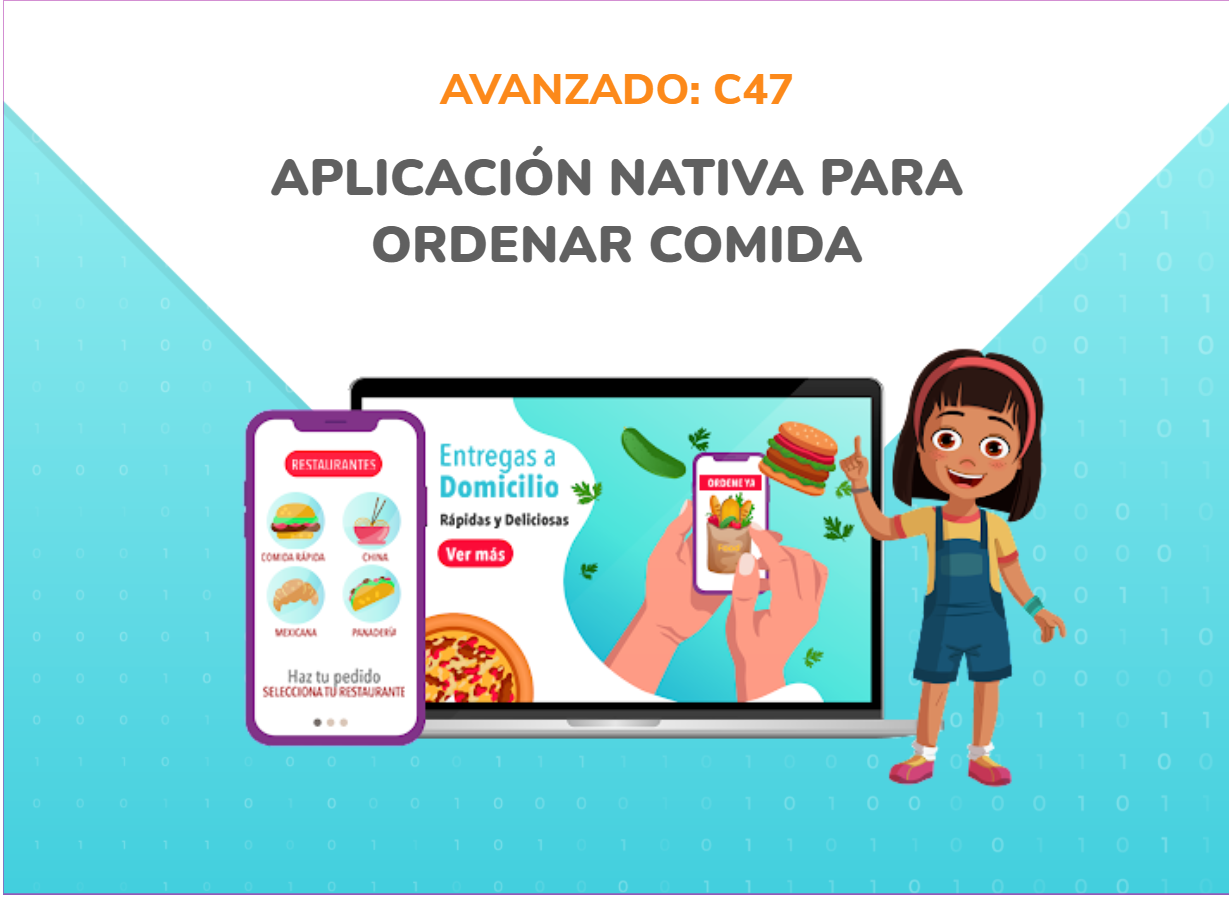 AVANZADO: C47
APLICACIÓN NATIVA PARA
ORDENAR COMIDA
RESTAURANTES
COMIDA RÁPIDA
CHINA
MEXICANA
PANADERÍA
Haz tu pedido
SELECCIONA TU RESTAURANTE
Entregas a
Domicilio
Rápidas y Deliciosas
Ver más
ORDENE YA